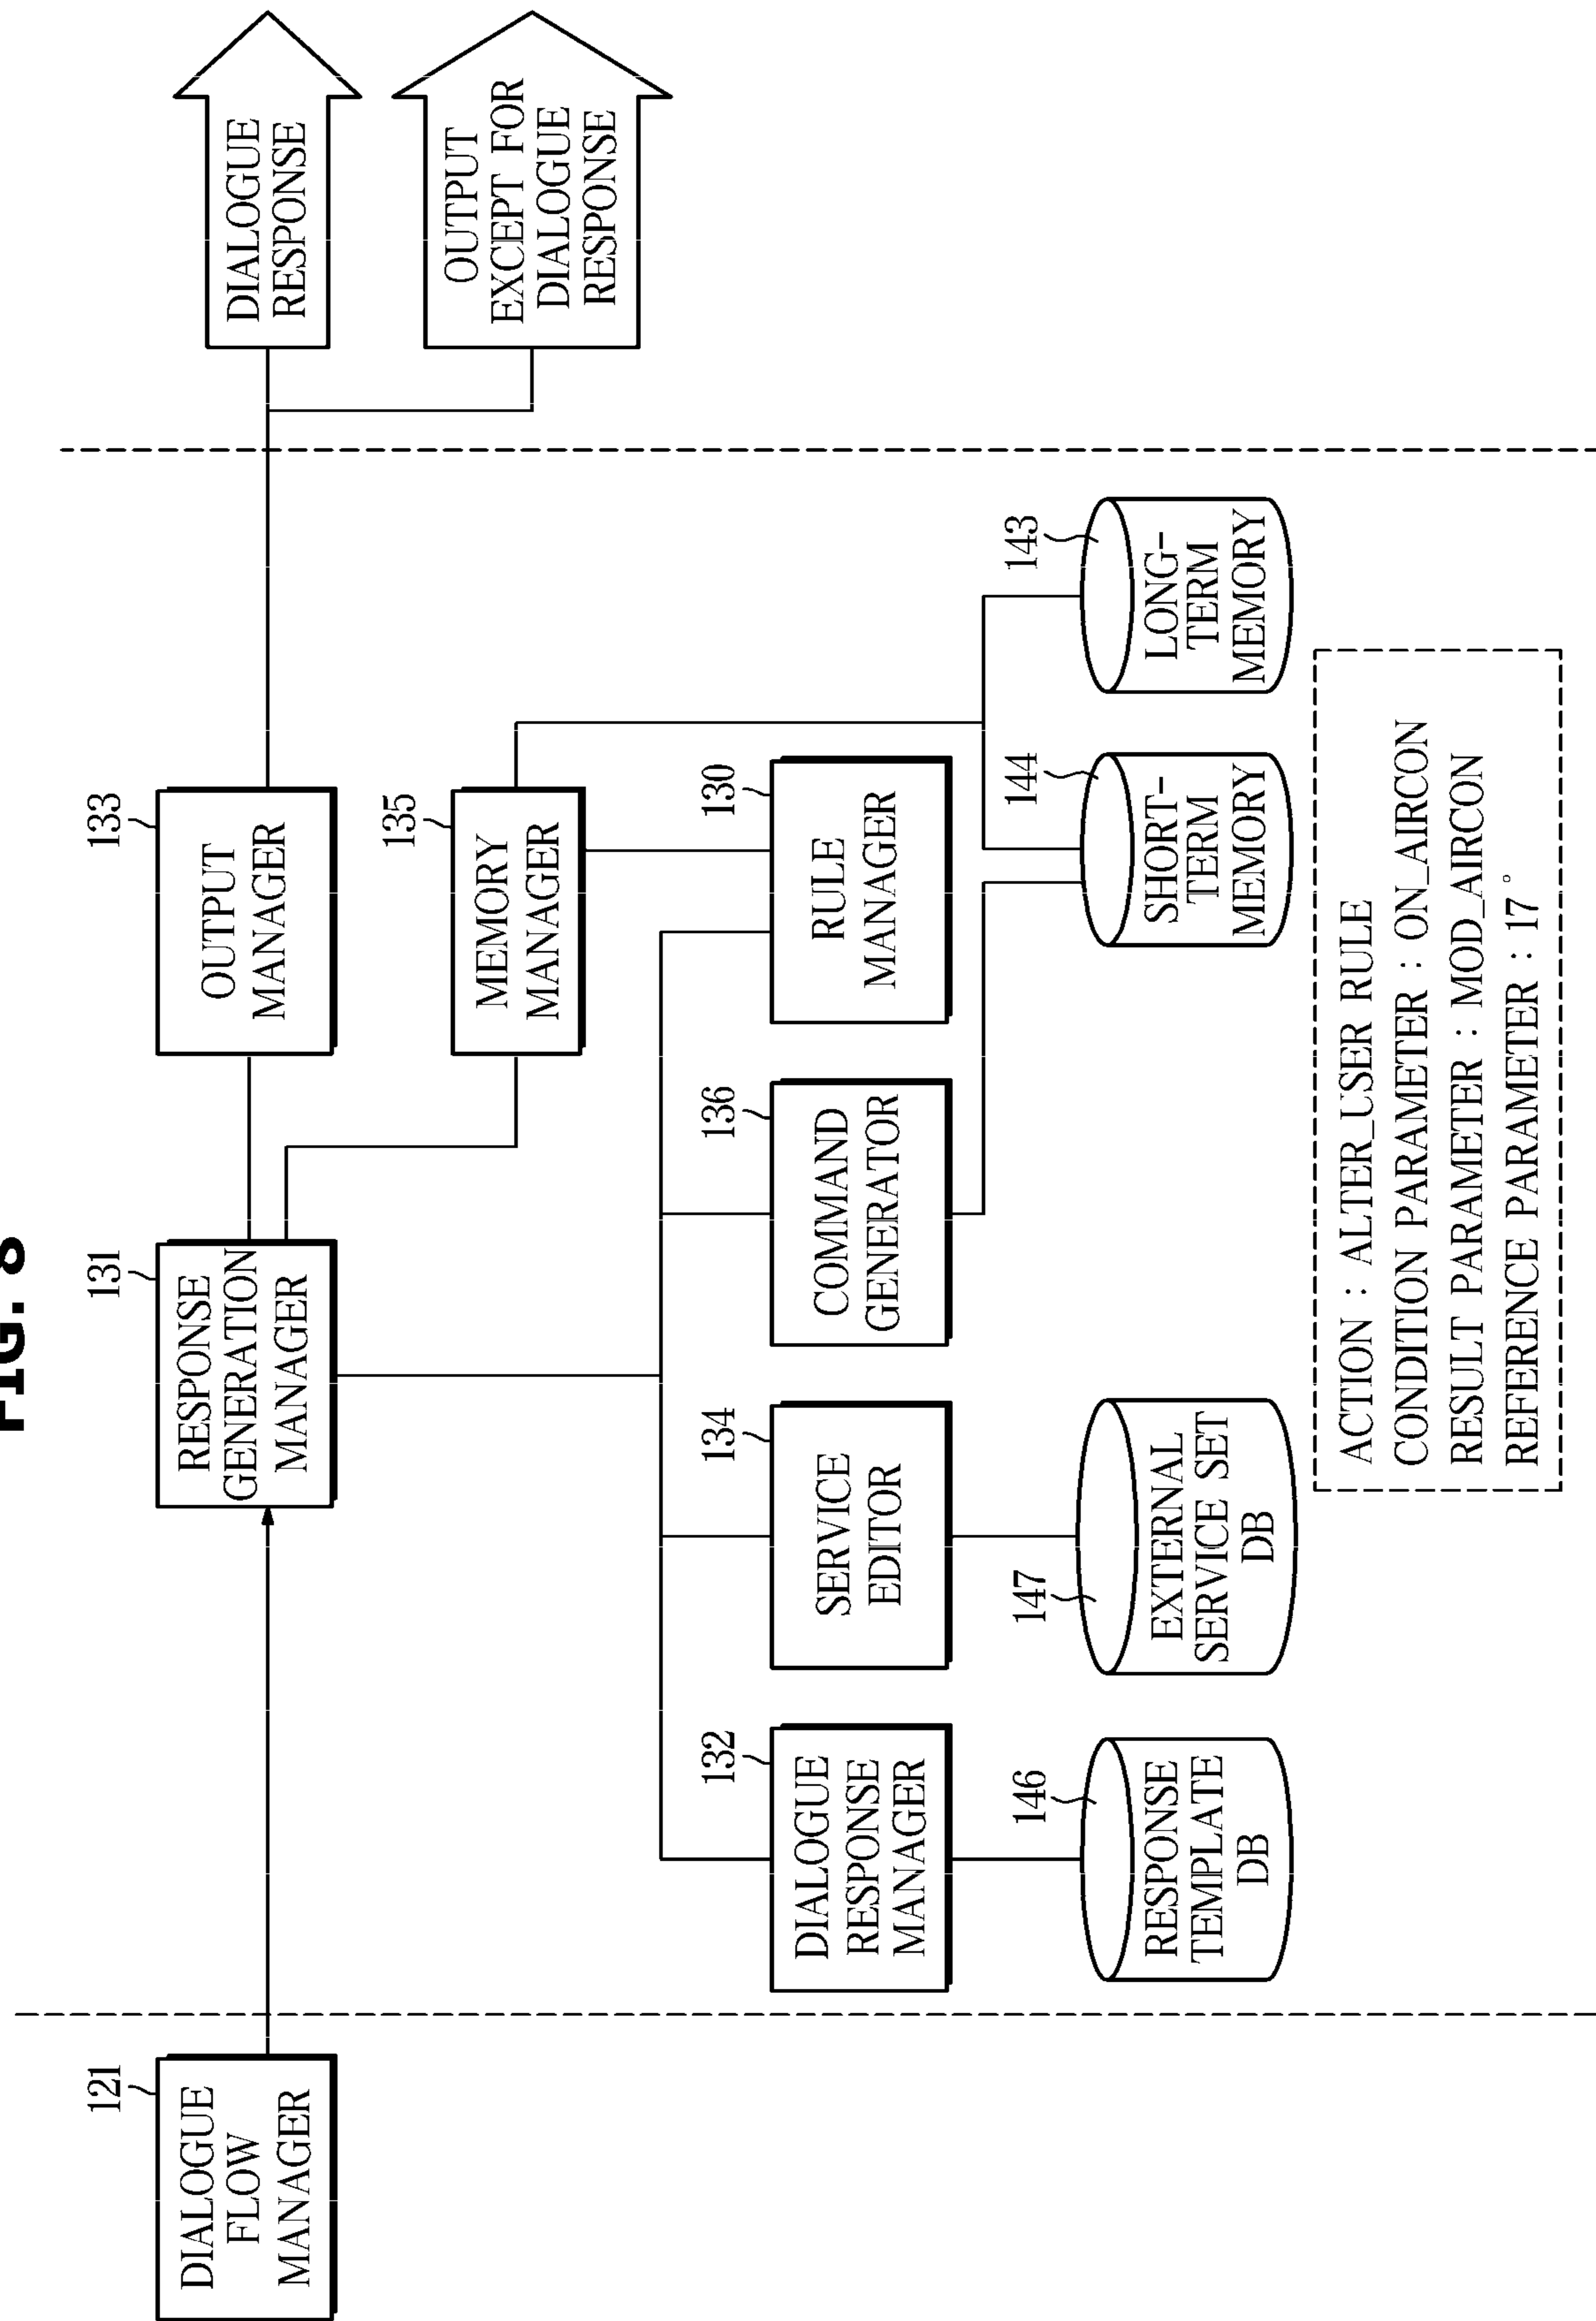 FIG. 8
121
DIALOGUE
FLOW
MANAGER
131
RESPONSE
GENERATION
MANAGER
133
OUTPUT
MANAGER
DIALOGUE
RESPONSE
OUTPUT
EXCEPT FOR
DIALOGUE
RESPONSE
135
MEMORY
MANAGER
132
DIALOGUE
RESPONSE
MANAGER
134
SERVICE
EDITOR
136
COMMAND
GENERATOR
130
RULE
MANAGER
146
RESPONSE
TEMPLATE
DB
147
EXTERNAL
SERVICE SET
DB
144
SHORT-
TERM
MEMORY
143
LONG-
TERM
MEMORY
ACTION : ALTER_USER RULE
CONDITION PARAMETER : ON_AIRCON
RESULT PARAMETER : MOD_AIRCON
REFERENCE PARAMETER : 17°